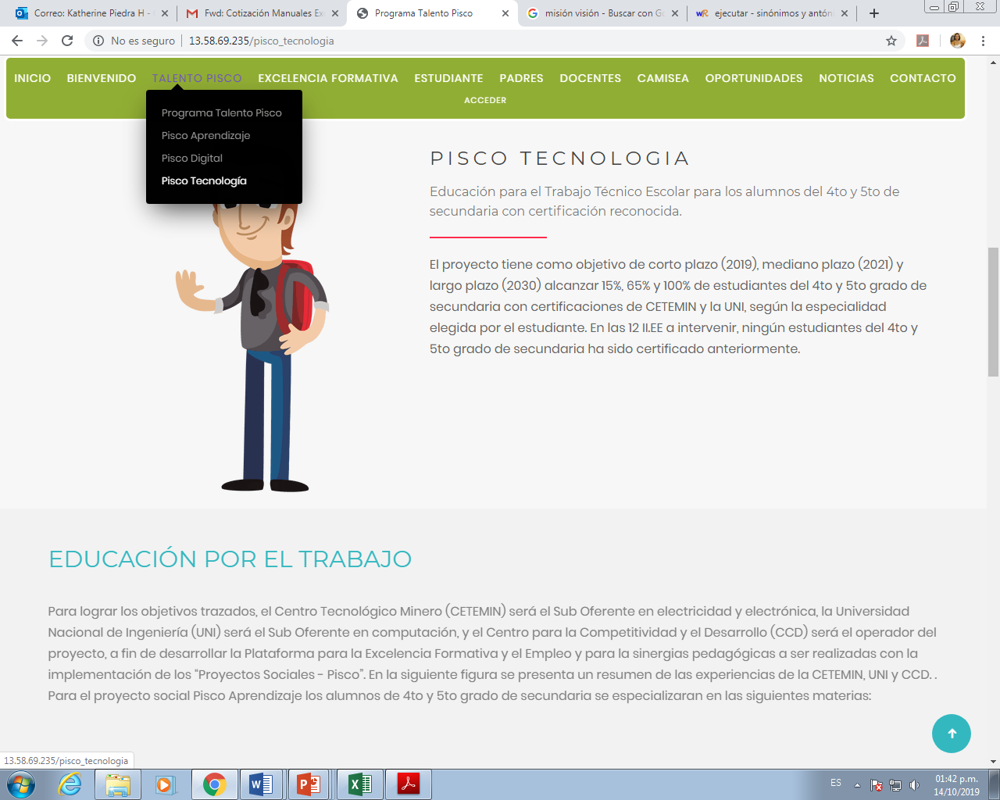 Correo: Katherine Piedra H -
Fwd: Cotización Manuales Ex
Programa Talento Pisco
misión visión - Buscar con G
ejecutar - sinónimos y antón
No es seguro
13.58.69.235/pisco_tecnologia
INICIO BIENVENIDO TALENTO PISCO EXCELENCIA FORMATIVA ESTUDIANTE PADRES DOCENTES CAMISEA OPORTUNIDADES NOTICIAS CONTACTO
ACCEDER
Programa Talento Pisco
Pisco Aprendizaje
Pisco Digital
Pisco Tecnología
PISCO TECNOLOGIA
Educación para el Trabajo Técnico Escolar para los alumnos del 4to y 5to de
secundaria con certificación reconocida.
El proyecto tiene como objetivo de corto plazo (2019), mediano plazo (2021) y
largo plazo (2030) alcanzar 15%, 65% y 100% de estudiantes del 4to y 5to grado de
secundaria con certificaciones de CETEMIN y la UNI, según la especialidad
elegida por el estudiante. En las 12 II.EE a intervenir, ningún estudiantes del 4to y
5to grado de secundaria ha sido certificado anteriormente.
EDUCACIÓN POR EL TRABAJO
Para lograr los objetivos trazados, el Centro Tecnológico Minero (CETEMIN) será el Sub Oferente en electricidad y electrónica, la Universidad
Nacional de Ingeniería (UNI) será el Sub Oferente en computación, y el Centro para la Competitividad y el Desarrollo (CCD) será el operador del
proyecto, a fin de desarrollar la Plataforma para la Excelencia Formativa y el Empleo y para la sinergias pedagógicas a ser realizadas con la
implementación de los “Proyectos Sociales - Pisco”. En la siguiente figura se presenta un resumen de las experiencias de la CETEMIN, UNI y CCD. .
Para el proyecto social Pisco Aprendizaje los alumnos de 4to y 5to grado de secundaria se especializaran en las siguientes materias:
13.58.69.235/pisco_tecnologia
ES
01:42 p.m.
14/10/2019